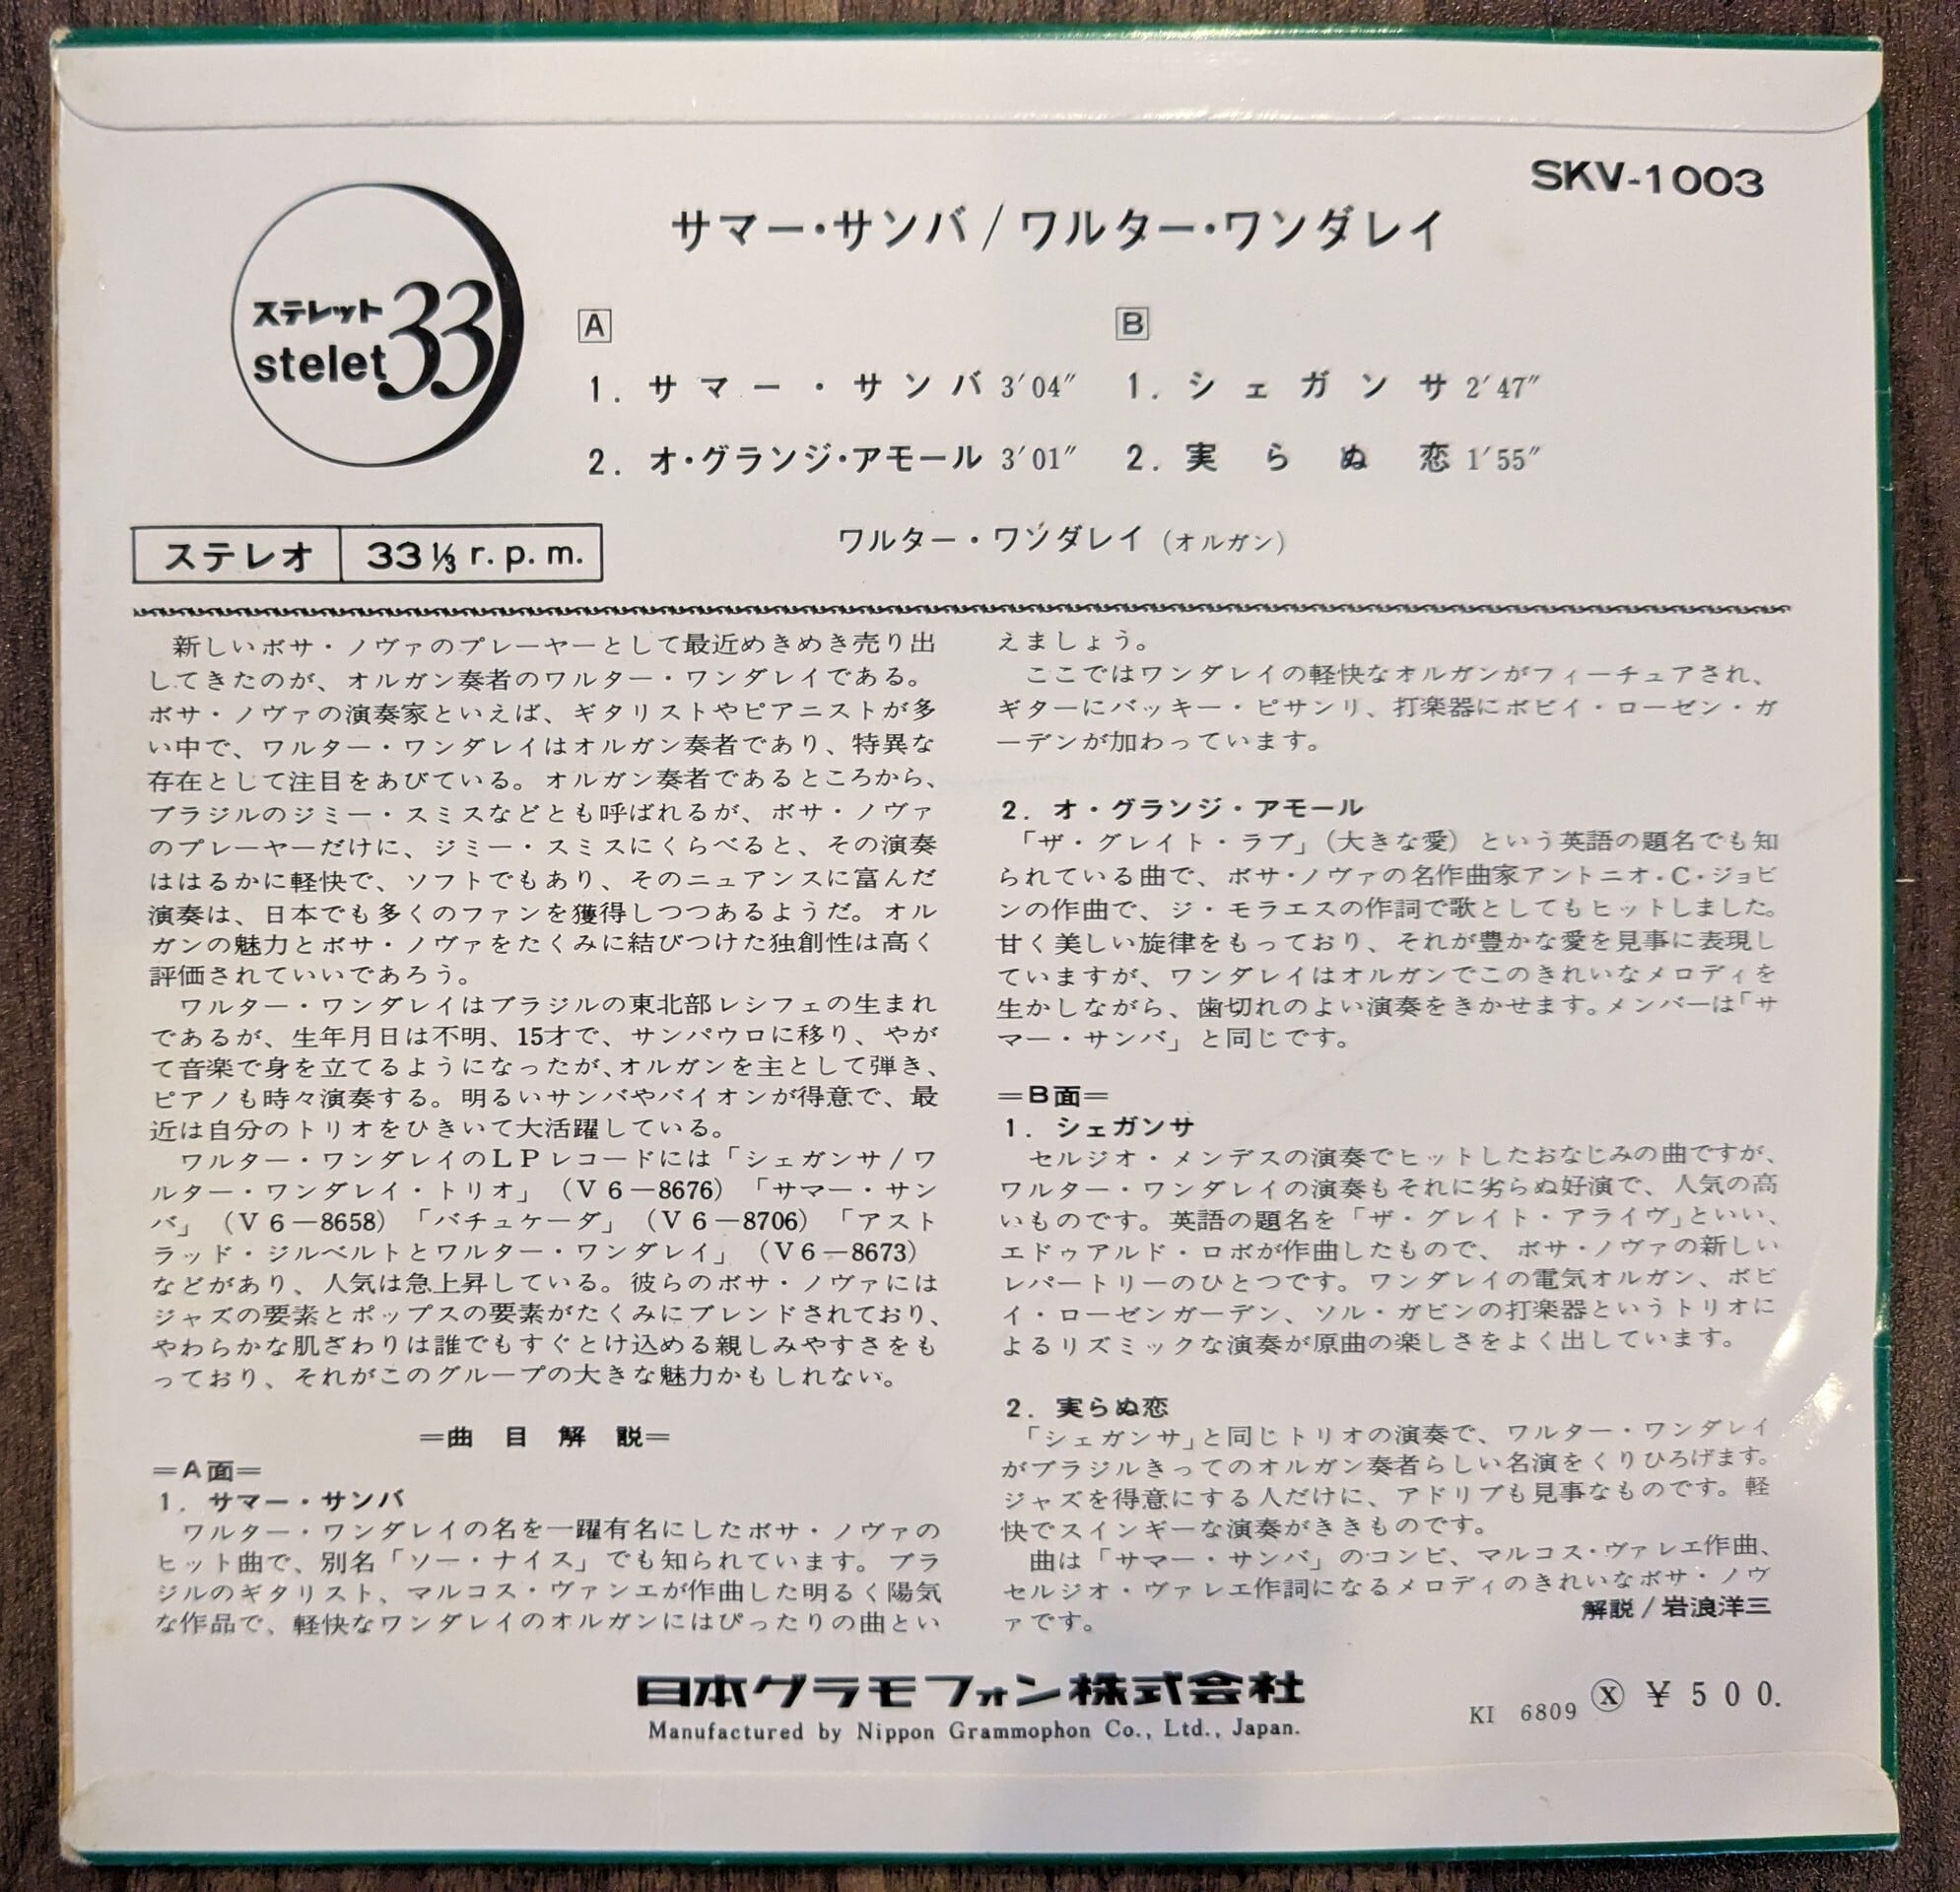 SKV-1003
サマー・サンバ/ワルター・ワンダレイ
ステレット
stelet33
A
1. サマー・サンバ 3′04″
2. オ・グランジ・アモール 3′01″
B
1. シェガンサ 2′47″
2. 実らぬ恋 1′55″
ワルター・ワンダレイ (オルガン)
ステレオ 33⅓ r.p.m.
新しいボサ・ノヴァのプレーヤーとして最近めきめき売り出
してきたのが、オルガン奏者のワルター・ワンダレイである。
ボサ・ノヴァの演奏家といえば、ギタリストやピアニストが多
い中で、ワルター・ワンダレイはオルガン奏者であり、特異な
存在として注目をあびている。オルガン奏者であるところから、
ブラジルのジミー・スミスなどとも呼ばれるが、ボサ・ノヴァ
のプレーヤーだけに、ジミー・スミスにくらべると、その演奏
ははるかに軽快で、ソフトでもあり、そのニュアンスに富んだ
演奏は、日本でも多くのファンを獲得しつつあるようだ。オル
ガンの魅力とボサ・ノヴァをたくみに結びつけた独創性は高く
評価されていいであろう。
ワルター・ワンダレイはブラジルの東北部レシフェの生まれ
であるが、生年月日は不明、15才で、サンパウロに移り、やが
て音楽で身を立てるようになったが、オルガンを主として弾き、
ピアノも時々演奏する。明るいサンバやバイオンが得意で、最
近は自分のトリオをひきいて大活躍している。
ワルター・ワンダレイのLPレコードには「シェガンサ/ワ
ルター・ワンダレイ・トリオ」(V6―8676)「サマー・サン
バ」(V6―8658)「バチュケーダ」(V6―8706)「アスト
ラッド・ジルベルトとワルター・ワンダレイ」(V6―8673)
などがあり、人気は急上昇している。彼らのボサ・ノヴァには
ジャズの要素とポップスの要素がたくみにブレンドされており、
やわらかな肌ざわりは誰でもすぐとけ込める親しみやすさをも
っており、それがこのグループの大きな魅力かもしれない。
=曲目解説=
=A面=
1. サマー・サンバ
ワルター・ワンダレイの名を一躍有名にしたボサ・ノヴァの
ヒット曲で、別名「ソー・ナイス」でも知られています。ブラ
ジルのギタリスト、マルコス・ヴァンエが作曲した明るく陽気
な作品で、軽快なワンダレイのオルガンにはぴったりの曲とい
えましょう。
ここではワンダレイの軽快なオルガンがフィーチュアされ、
ギターにバッキー・ピサンリ、打楽器にボビイ・ローゼン・ガ
ーデンが加わっています。
2. オ・グランジ・アモール
「ザ・グレイト・ラブ」(大きな愛)という英語の題名でも知
られている曲で、ボサ・ノヴァの名作曲家アントニオ・C・ジョビ
ンの作曲で、ジ・モラエスの作詞で歌としてもヒットしました。
甘く美しい旋律をもっており、それが豊かな愛を見事に表現し
ていますが、ワンダレイはオルガンでこのきれいなメロディを
生かしながら、歯切れのよい演奏をきかせます。メンバーは「サ
マー・サンバ」と同じです。
=B面=
1. シェガンサ
セルジオ・メンデスの演奏でヒットしたおなじみの曲ですが、
ワルター・ワンダレイの演奏もそれに劣らぬ好演で、人気の高
いものです。英語の題名を「ザ・グレイト・アライヴ」といい、
エドゥアルド・ロボが作曲したもので、ボサ・ノヴァの新しい
レパートリーのひとつです。ワンダレイの電気オルガン、ボビ
イ・ローゼンガーデン、ソル・ガビンの打楽器というトリオに
よるリズミックな演奏が原曲の楽しさをよく出しています。
2. 実らぬ恋
「シェガンサ」と同じトリオの演奏で、ワルター・ワンダレイ
がブラジルきってのオルガン奏者らしい名演をくりひろげます。
ジャズを得意にする人だけに、アドリブも見事なものです。軽
快でスインギーな演奏がききものです。
曲は「サマー・サンバ」のコンビ、マルコス・ヴァレエ作曲、
セルジオ・ヴァレエ作詞になるメロディのきれいなボサ・ノヴ
ァです。
解説/岩浪洋三
日本グラモフォン株式会社
Manufactured by Nippon Grammophon Co., Ltd., Japan.
KI 6809 Ⓧ ¥500.